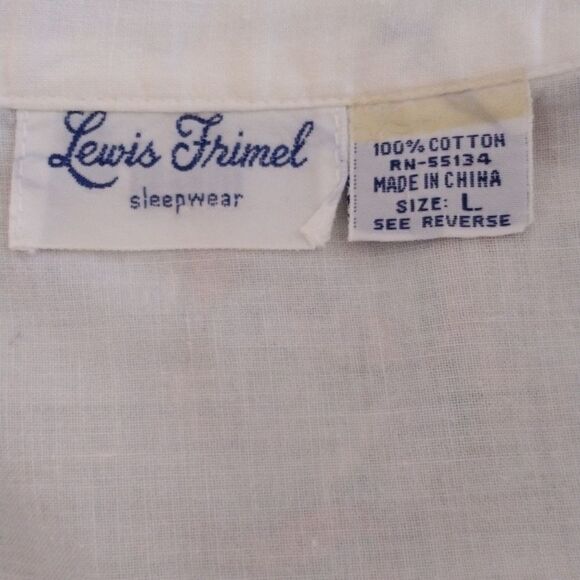 Lewis Frimel
sleepwear
100% COTTON
RN-55134
MADE IN CHINA
SIZE: L
SEE REVERSE